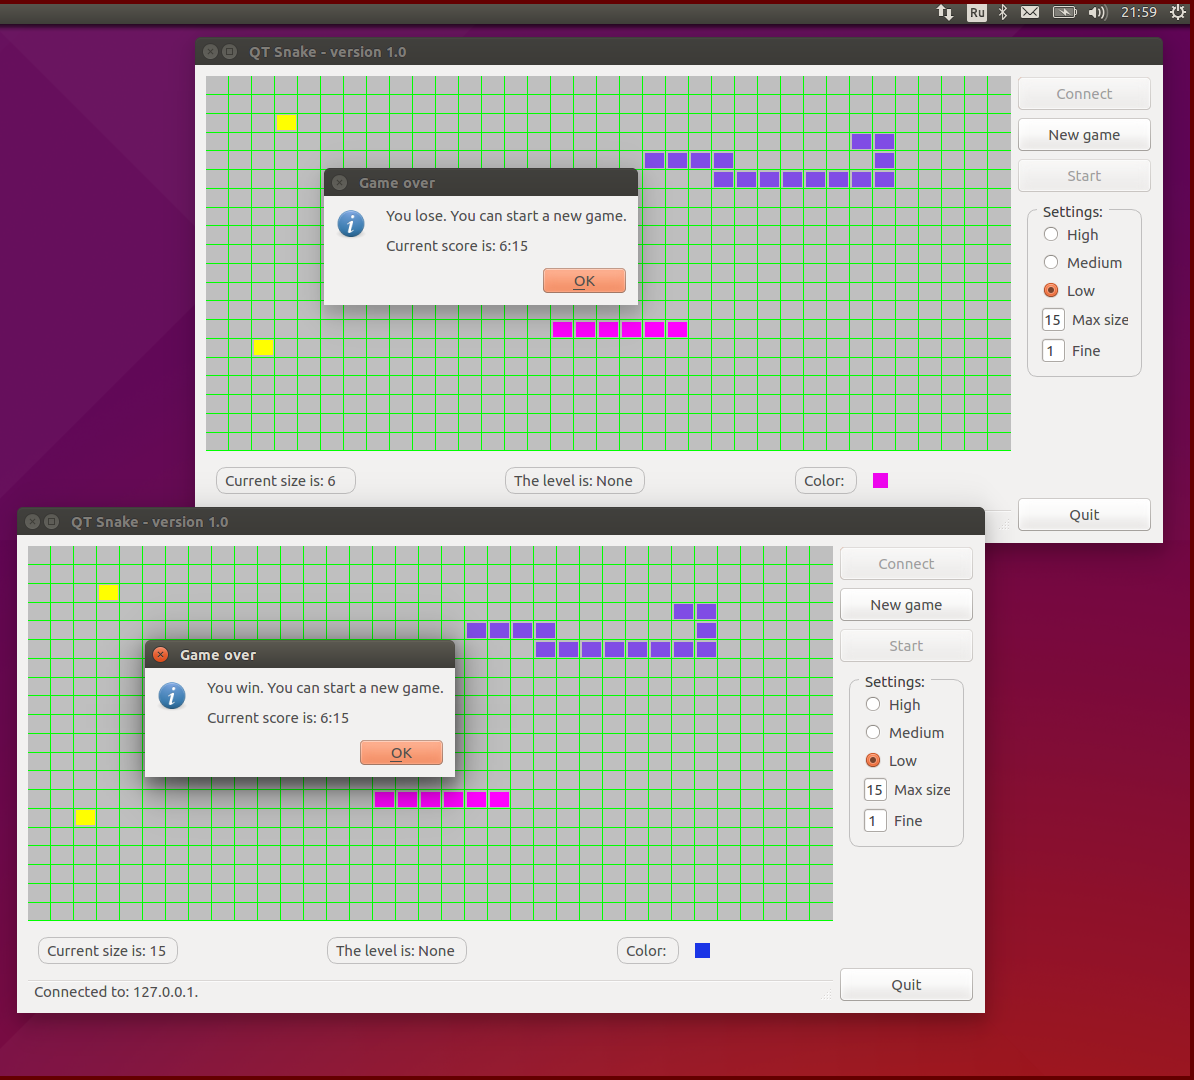 Ru
21:59
QT Snake - version 1.0
Connect
New game
Start
Settings:
High
Medium
Low
15 Max size
1 Fine
Game over
You lose. You can start a new game.
Current score is: 6:15
OK
Current size is: 6
The level is: None
Color:
Quit
QT Snake - version 1.0
Connect
New game
Start
Settings:
High
Medium
Low
15 Max size
1 Fine
Game over
You win. You can start a new game.
Current score is: 6:15
OK
Current size is: 15
The level is: None
Color:
Connected to: 127.0.0.1.
Quit